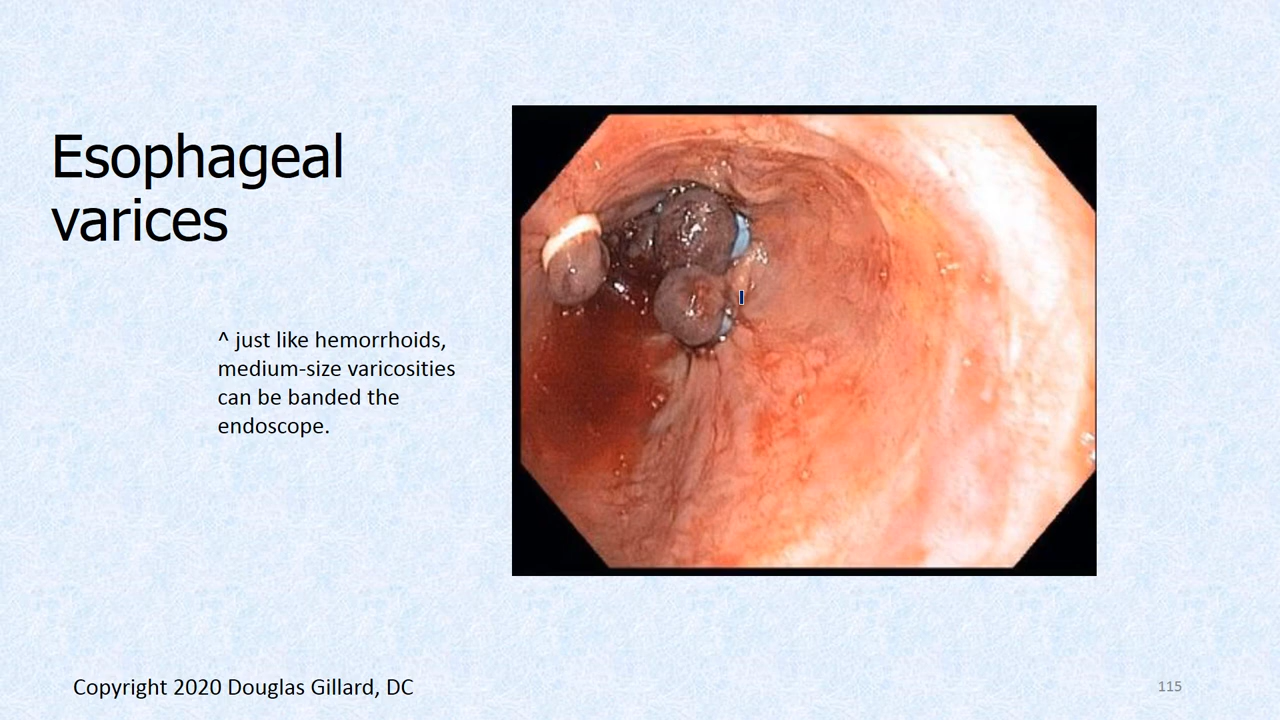 Esophageal
varices
^ just like hemorrhoids,
medium-size varicosities
can be banded the
endoscope.
Copyright 2020 Douglas Gillard, DC
115